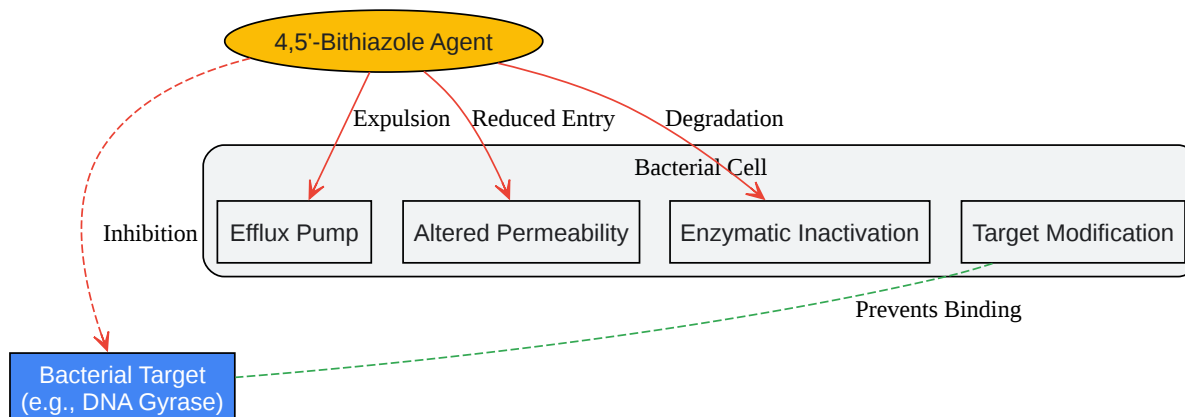 4,5'-Bithiazole Agent
Expulsion
Reduced Entry
Degradation
Bacterial Cell
Efflux Pump
Altered Permeability
Enzymatic Inactivation
Target Modification
Inhibition
Prevents Binding
Bacterial Target
(e.g., DNA Gyrase)